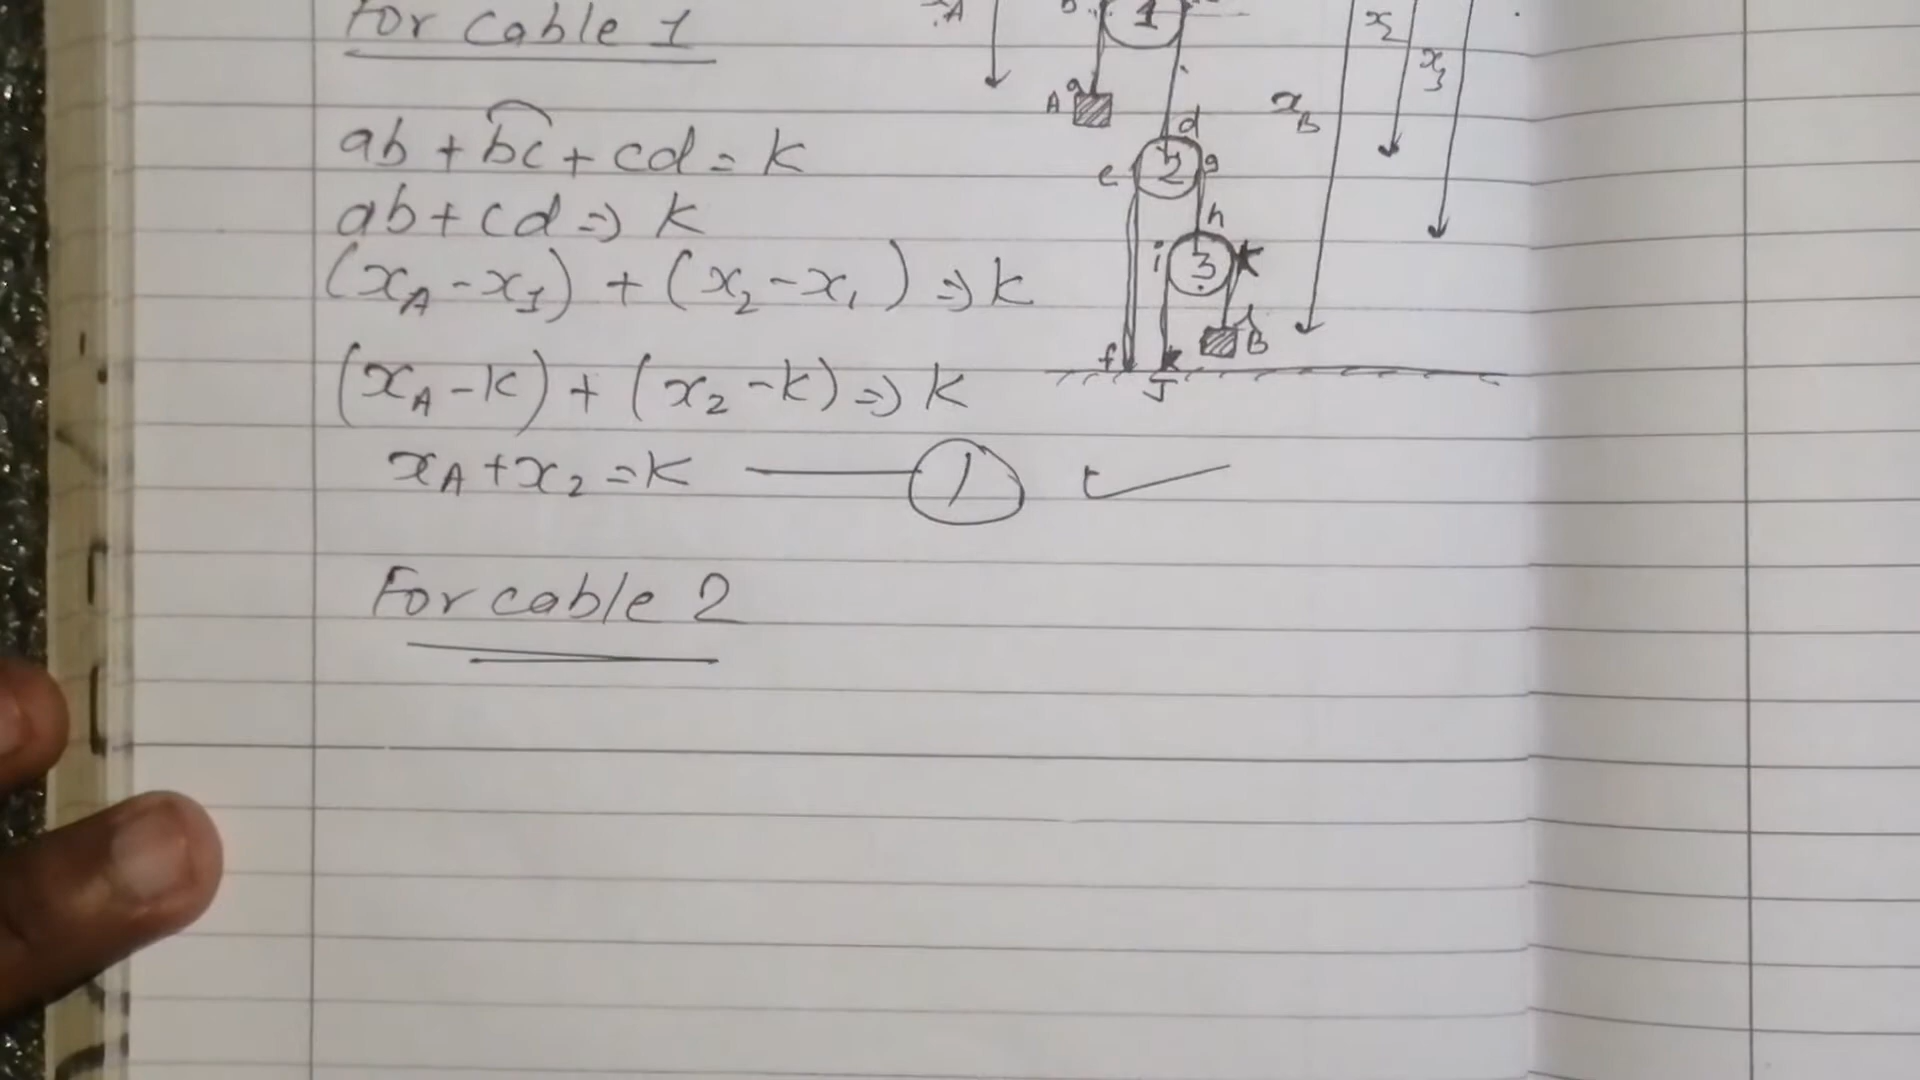 For cable 1
ab + bc + cd = k
ab + cd => k
(xA - x1) + (x2 - x1) => k
(xA - k) + (x2 - k) => k
xA + x2 = k — 1
For cable 2
xA
b 1
a
A
d
e 2 g
h
i 3 k
B
f
J
xB
x2
x3